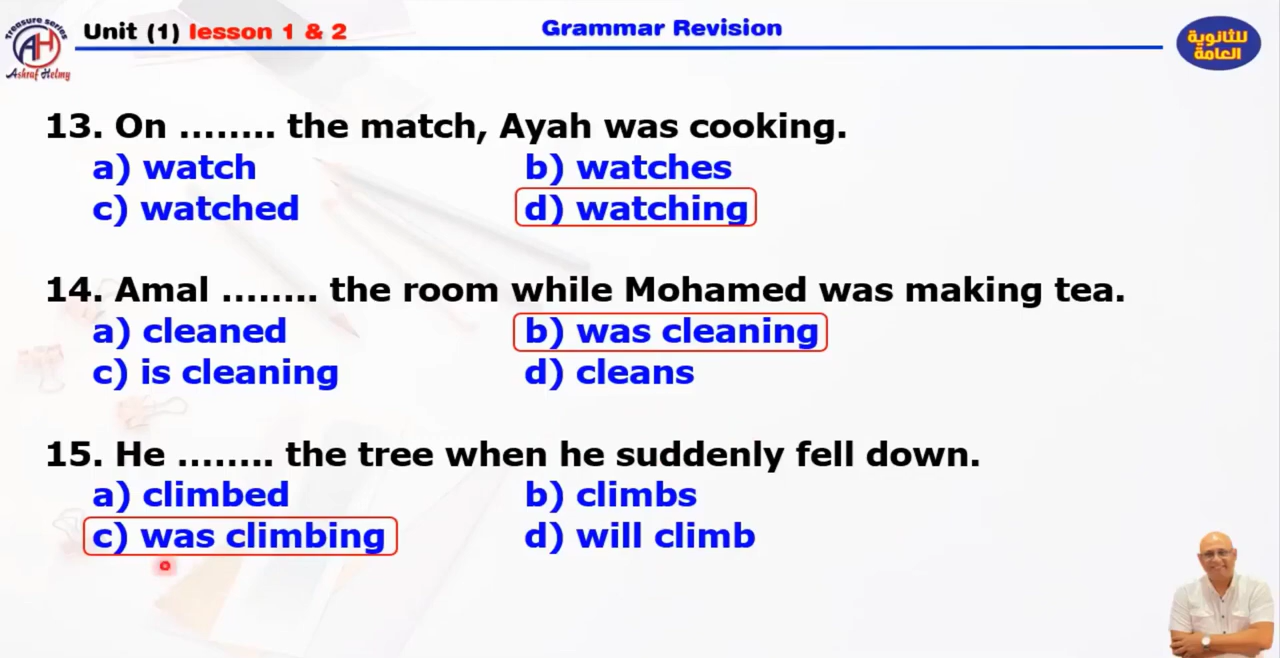 Treasure series
AH
Ashraf Helmy
Unit (1) lesson 1 & 2
Grammar Revision
للثانوية
العامة
13. On ........ the match, Ayah was cooking.
a) watch b) watches
c) watched d) watching
14. Amal ........ the room while Mohamed was making tea.
a) cleaned b) was cleaning
c) is cleaning d) cleans
15. He ........ the tree when he suddenly fell down.
a) climbed b) climbs
c) was climbing d) will climb